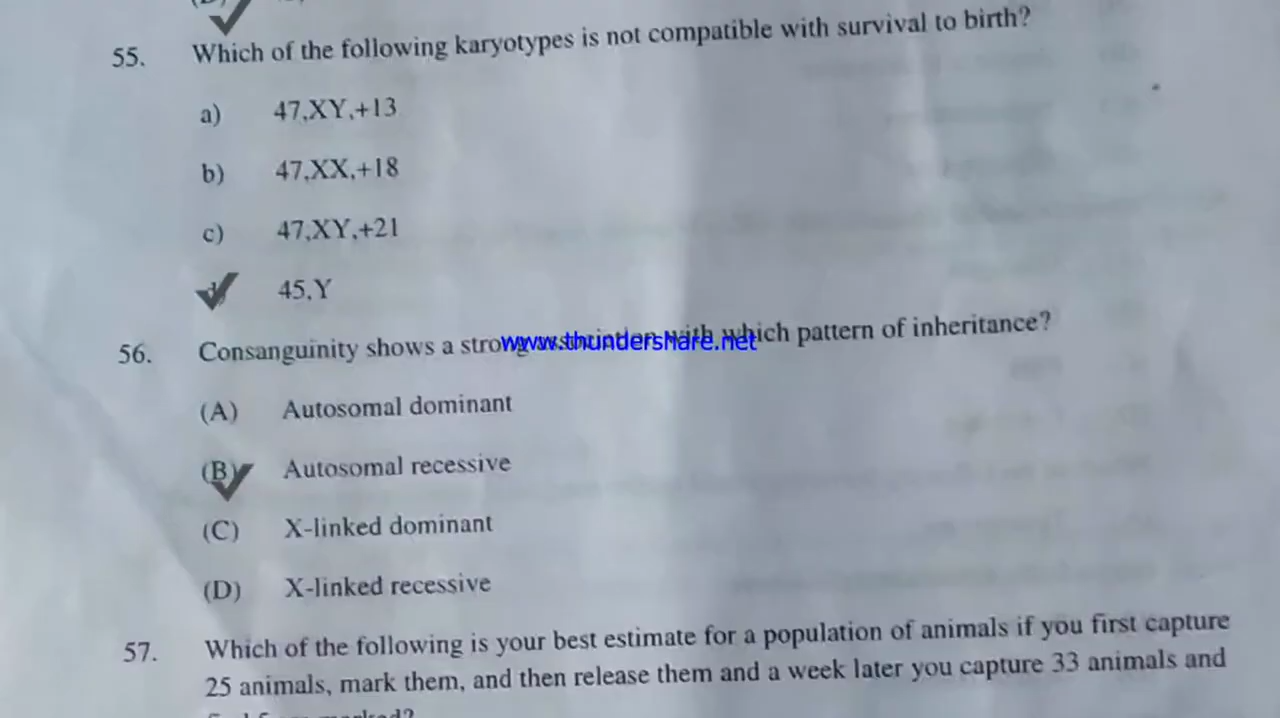 55. Which of the following karyotypes is not compatible with survival to birth?
a) 47,XY,+13
b) 47,XX,+18
c) 47,XY,+21
45,Y
56. Consanguinity shows a strong with which pattern of inheritance?
www.thundershare.net
(A) Autosomal dominant
(B) Autosomal recessive
(C) X-linked dominant
(D) X-linked recessive
57. Which of the following is your best estimate for a population of animals if you first capture
25 animals, mark them, and then release them and a week later you capture 33 animals and